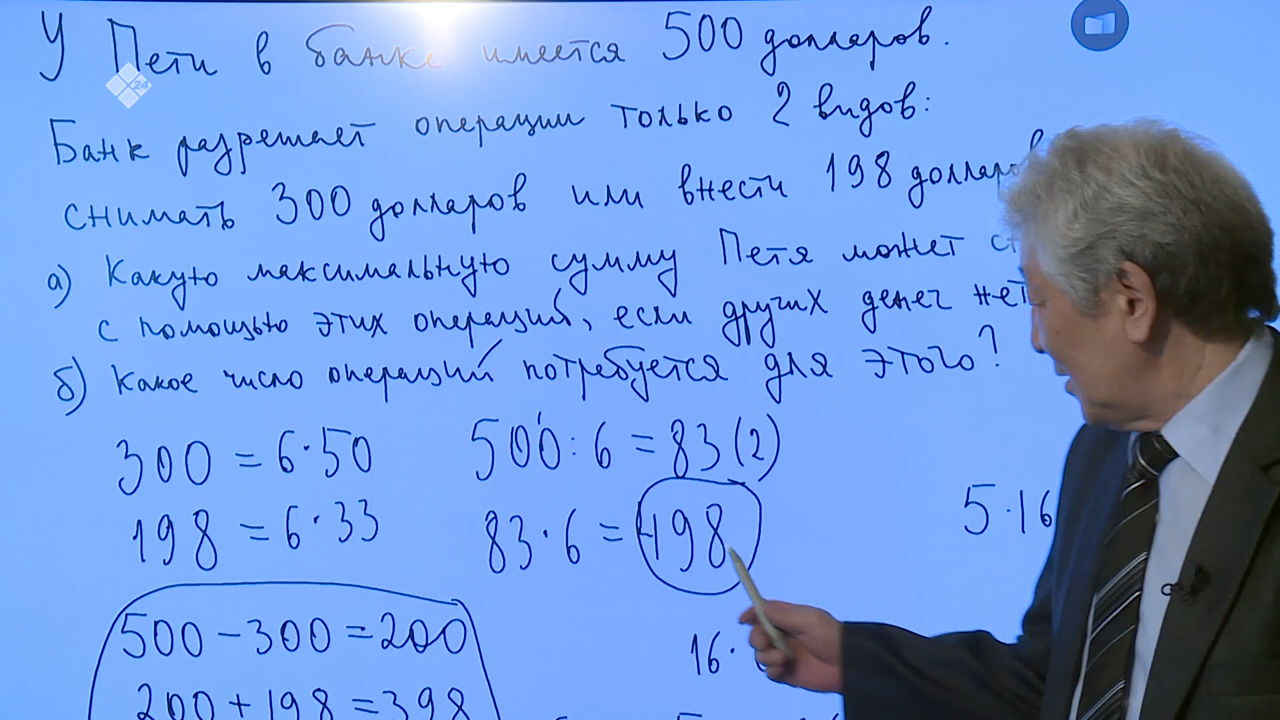 У Пети в банке имеется 500 долларов.
24
Банк разрешает операции только 2 видов:
снимать 300 долларов или внести 198 долларов
а) Какую максимальную сумму Петя может
с помощью этих операций, если других денег нет
б) Какое число операций потребуется для этого?
300 = 6·50
500 : 6 = 83 (2)
198 = 6·33
83·6 = 498
5·16
500 - 300 = 200
16·
200 + 198 = 398